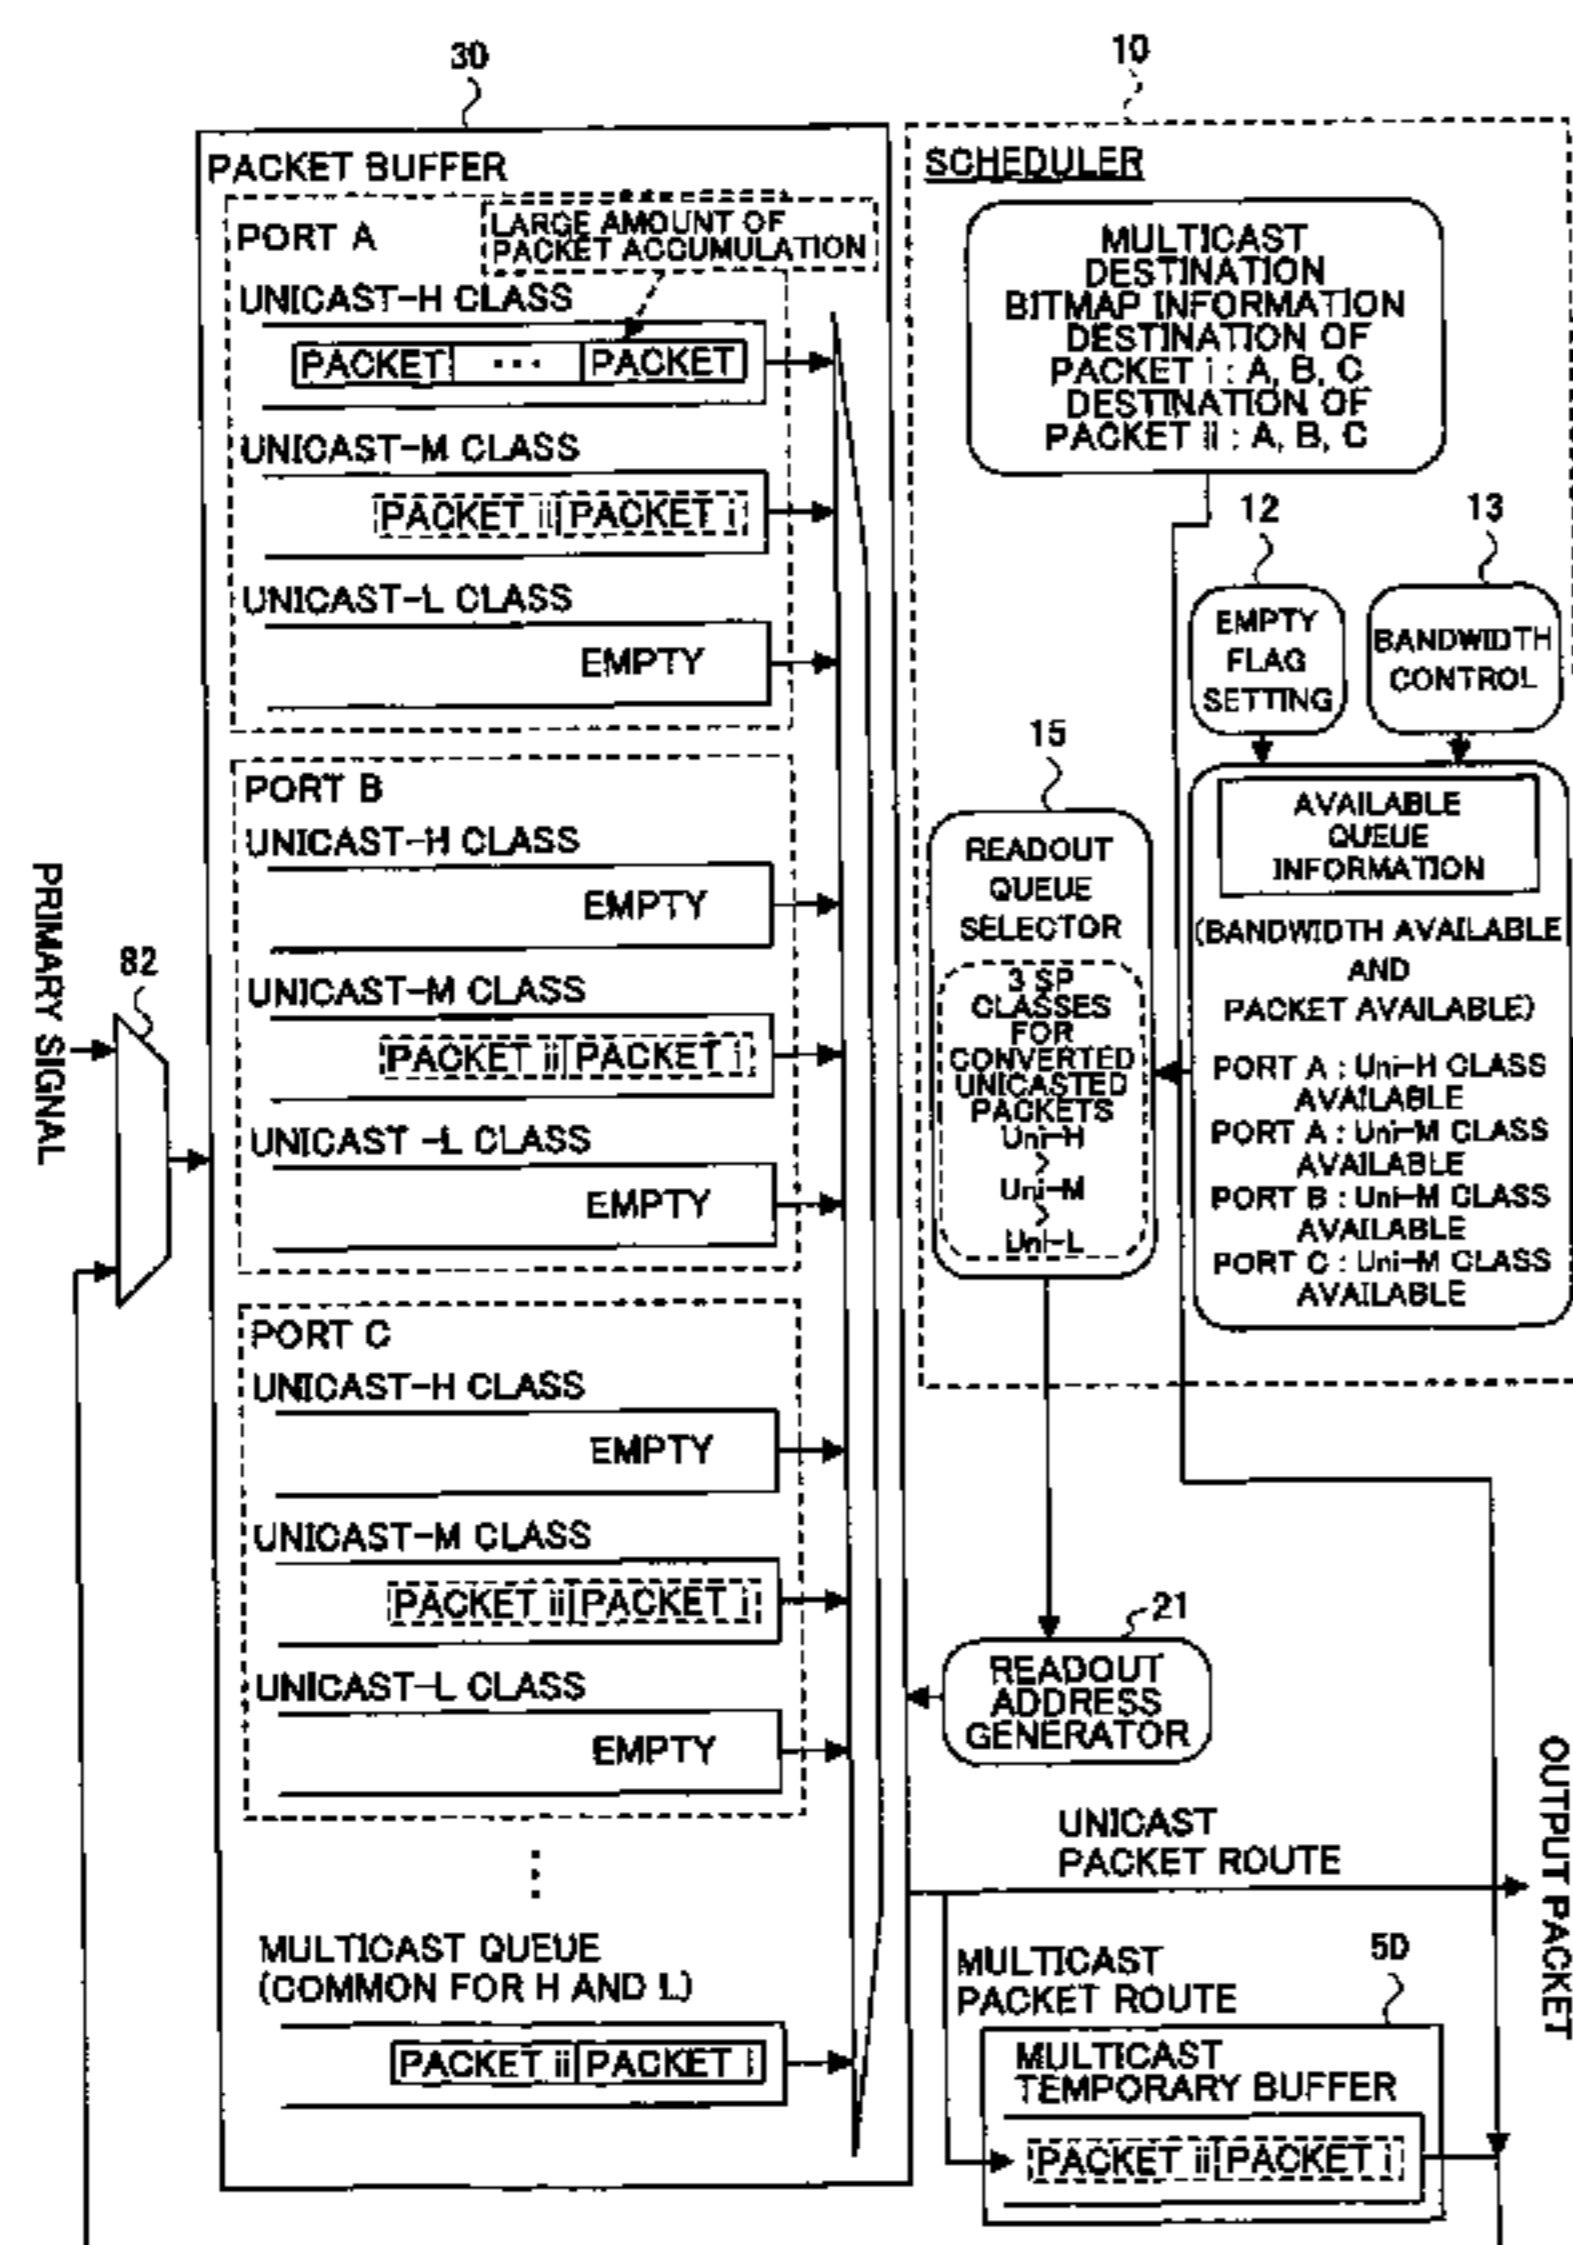 30
10
PACKET BUFFER
PORT A
LARGE AMOUNT OF
PACKET ACCUMULATION
UNICAST-H CLASS
PACKET ... PACKET
UNICAST-M CLASS
PACKET ii PACKET i
UNICAST-L CLASS
EMPTY
PORT B
UNICAST-H CLASS
EMPTY
UNICAST-M CLASS
PACKET ii PACKET i
UNICAST -L CLASS
EMPTY
PORT C
UNICAST-H CLASS
EMPTY
UNICAST-M CLASS
PACKET ii PACKET i
UNICAST-L CLASS
EMPTY
⋮
MULTICAST QUEUE
(COMMON FOR H AND L)
PACKET ii PACKET i
PRIMARY SIGNAL
82
SCHEDULER
MULTICAST
DESTINATION
BITMAP INFORMATION
DESTINATION OF
PACKET i : A, B, C
DESTINATION OF
PACKET ii : A, B, C
12
EMPTY
FLAG
SETTING
13
BANDWIDTH
CONTROL
15
READOUT
QUEUE
SELECTOR
3 SP
CLASSES
FOR
CONVERTED
UNICASTED
PACKETS
Uni-H
>
Uni-M
>
Uni-L
AVAILABLE
QUEUE
INFORMATION
(BANDWIDTH AVAILABLE
AND
PACKET AVAILABLE)
PORT A : Uni-H CLASS
AVAILABLE
PORT A : Uni-M CLASS
AVAILABLE
PORT B : Uni-M CLASS
AVAILABLE
PORT C : Uni-M CLASS
AVAILABLE
21
READOUT
ADDRESS
GENERATOR
UNICAST
PACKET ROUTE
OUTPUT PACKET
MULTICAST
PACKET ROUTE
5D
MULTICAST
TEMPORARY BUFFER
PACKET ii PACKET i